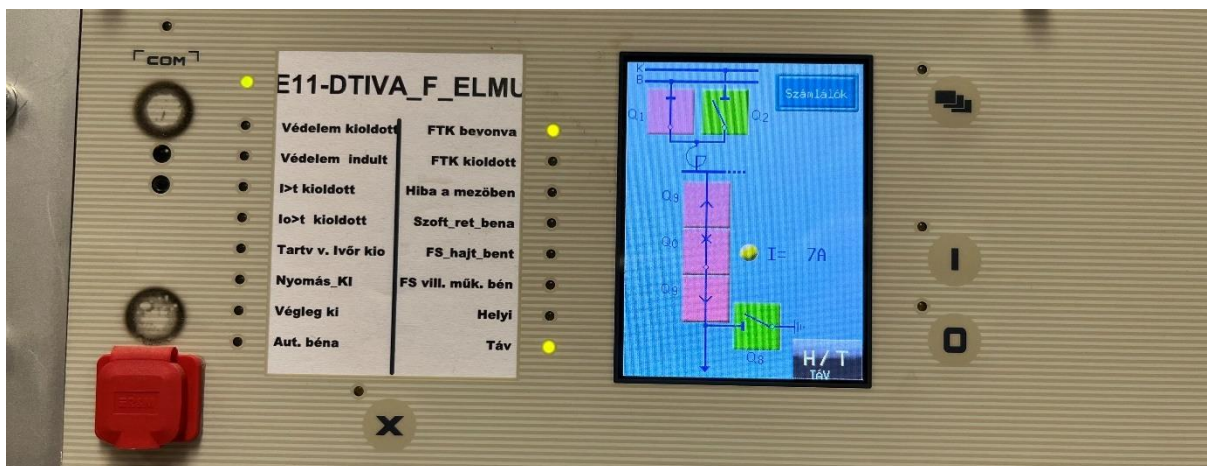 COM
E11-DTIVA_F_ELMU
Védelem kioldott
Védelem indult
I>t kioldott
Io>t kioldott
Tartv v. Ivőr kio
Nyomás_KI
Végleg ki
Aut. béna
FTK bevonva
FTK kioldott
Hiba a mezöben
Szoft_ret_bena
FS_hajt_bent
FS vill. műk. bén
Helyi
Táv
K
B
Számlálók
Q1
Q2
Q9
Q0
I= 7A
Q9
Q8
H/T
TÁV
X
I
O